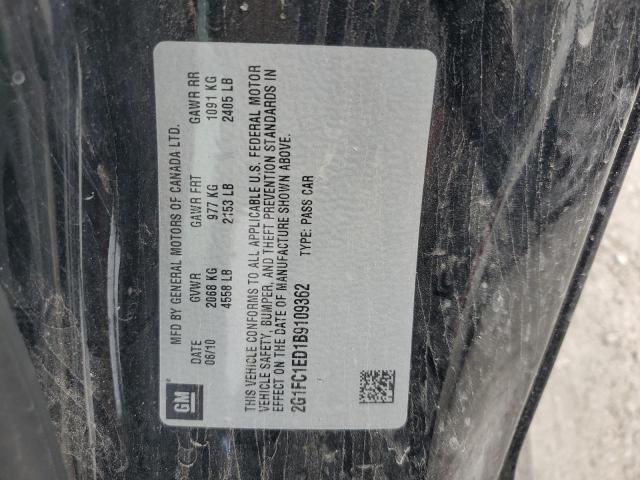 GM
MFD BY GENERAL MOTORS OF CANADA LTD.
DATE GVWR GAWR FRT GAWR RR
06/10 2068 KG 977 KG 1091 KG
4558 LB 2153 LB 2405 LB
THIS VEHICLE CONFORMS TO ALL APPLICABLE U.S. FEDERAL MOTOR
VEHICLE SAFETY, BUMPER, AND THEFT PREVENTION STANDARDS IN
EFFECT ON THE DATE OF MANUFACTURE SHOWN ABOVE.
2G1FC1ED1B9109362 TYPE: PASS CAR